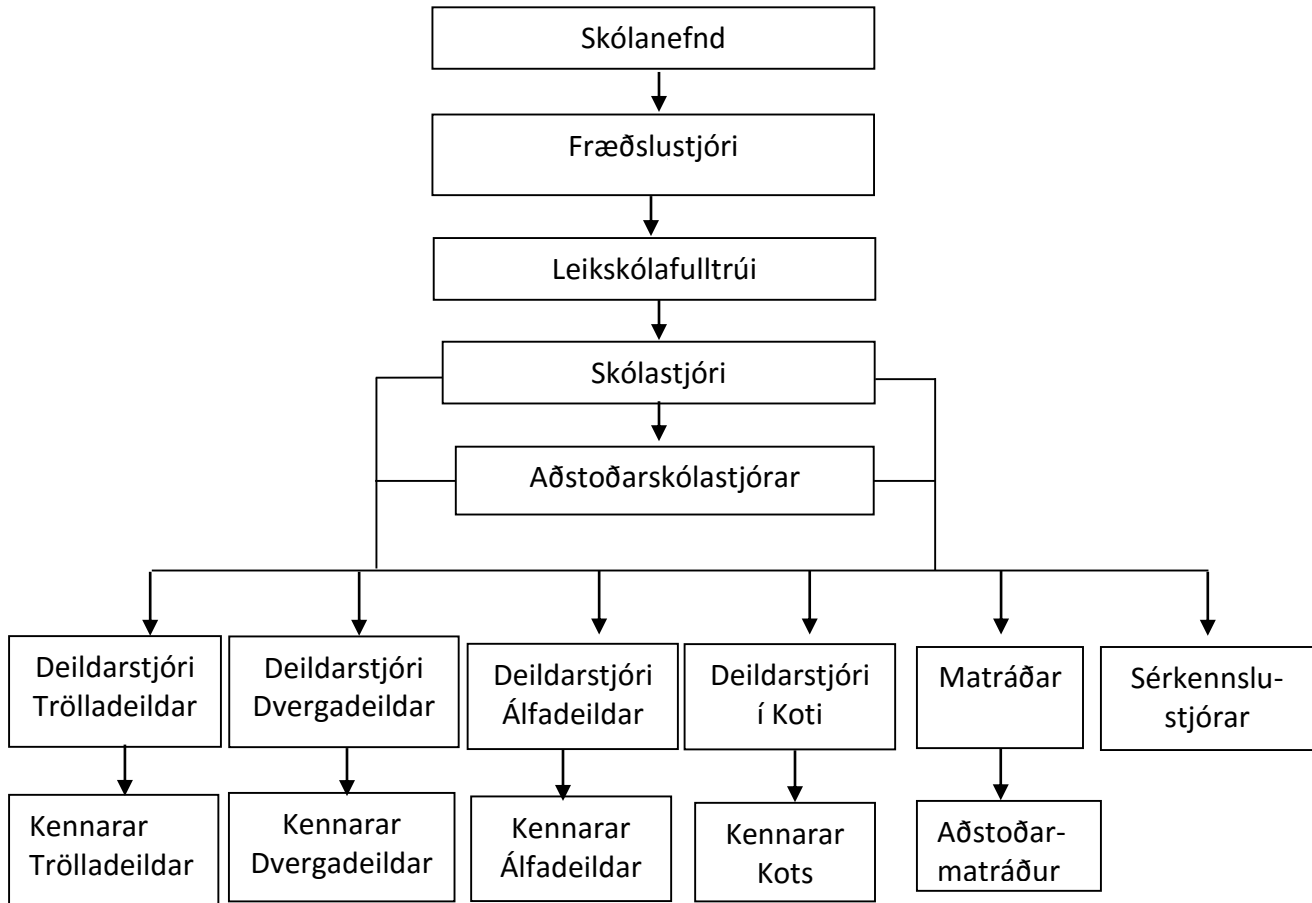 Skólanefnd
Fræðslustjóri
Leikskólafulltrúi
Skólastjóri
Aðstoðarskólastjórar
Deildarstjóri
Trölladeildar
Deildarstjóri
Dvergadeildar
Deildarstjóri
Álfadeildar
Deildarstjóri
í Koti
Matráðar
Sérkennslu-
stjórar
Kennarar
Trölladeildar
Kennarar
Dvergadeildar
Kennarar
Álfadeildar
Kennarar
Kots
Aðstoðar-
matráður